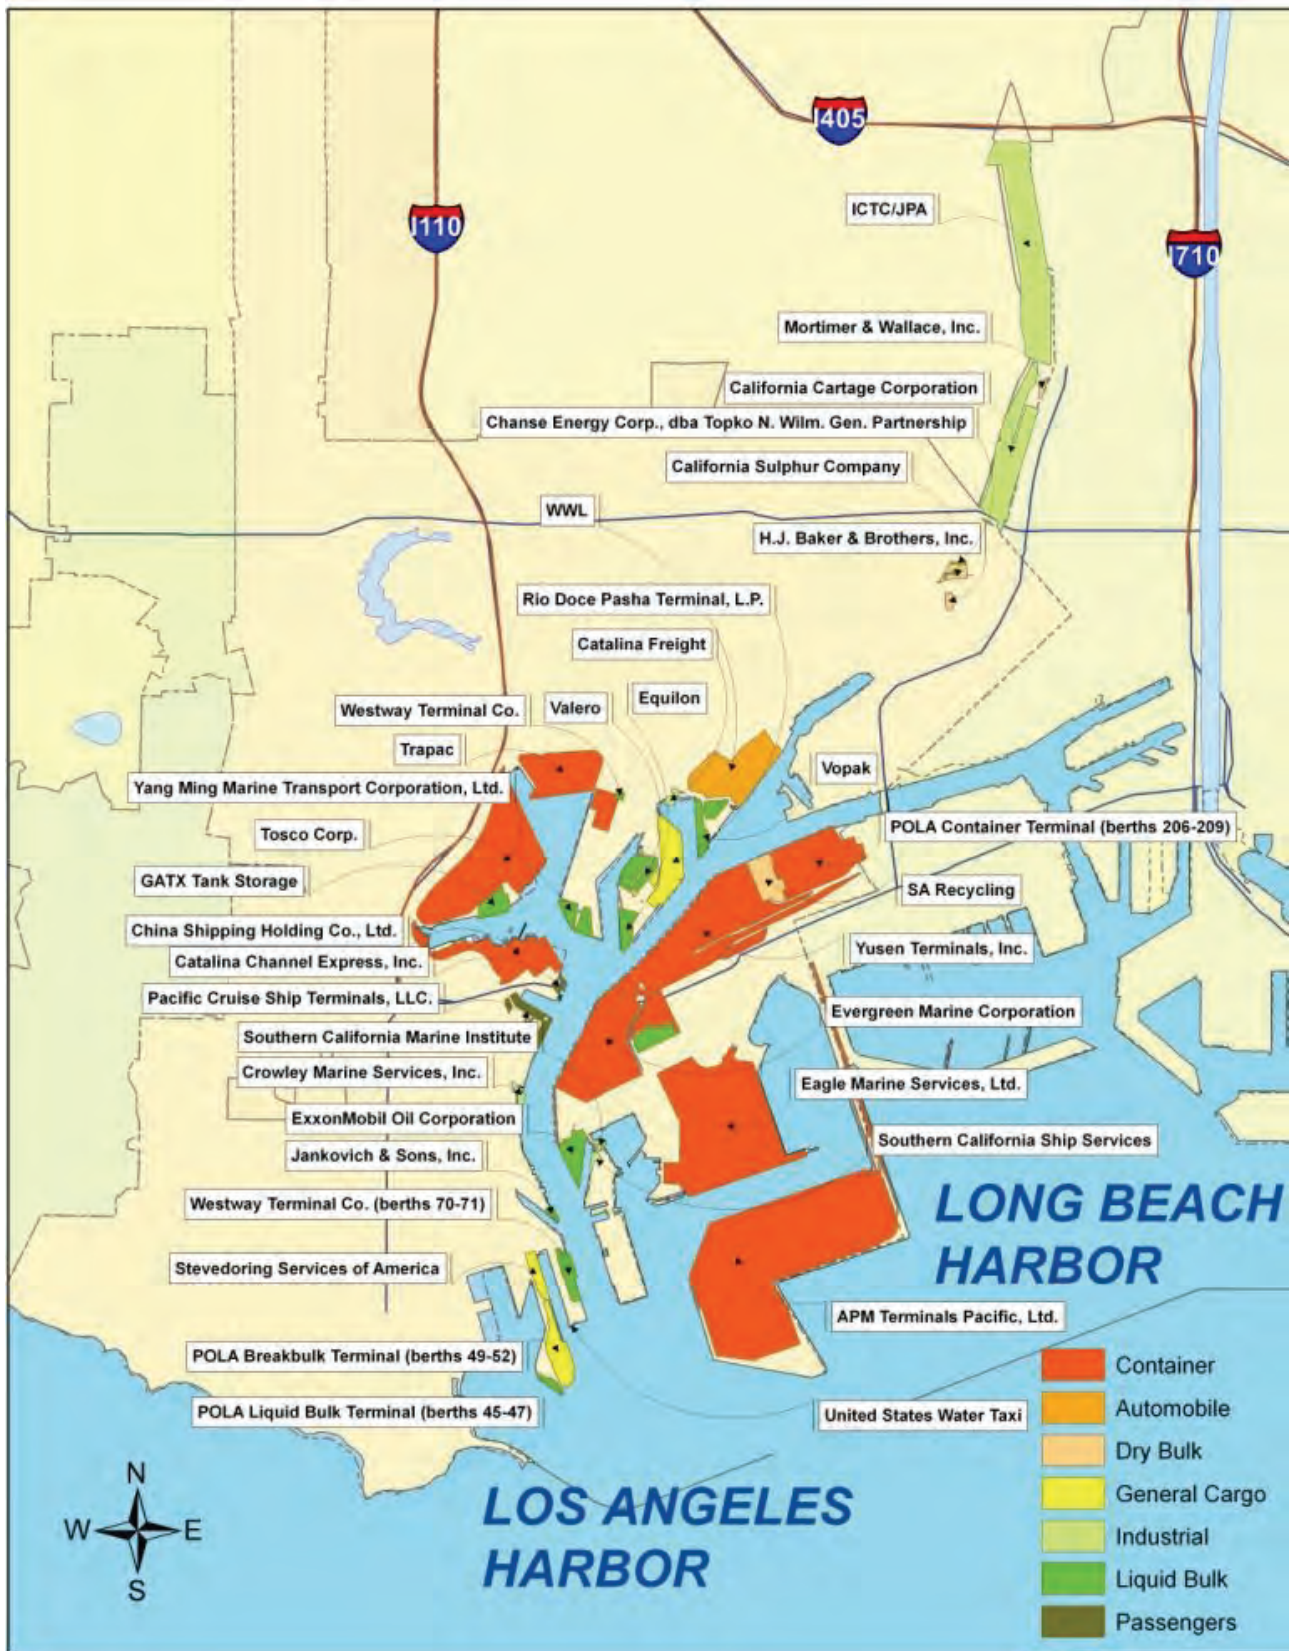 I405
ICTC/JPA
I110
I710
Mortimer & Wallace, Inc.
California Cartage Corporation
Chanse Energy Corp., dba Topko N. Wilm. Gen. Partnership
California Sulphur Company
WWL
H.J. Baker & Brothers, Inc.
Rio Doce Pasha Terminal, L.P.
Catalina Freight
Equilon
Westway Terminal Co.
Valero
Trapac
Vopak
Yang Ming Marine Transport Corporation, Ltd.
POLA Container Terminal (berths 206-209)
Tosco Corp.
GATX Tank Storage
SA Recycling
China Shipping Holding Co., Ltd.
Yusen Terminals, Inc.
Catalina Channel Express, Inc.
Pacific Cruise Ship Terminals, LLC.
Evergreen Marine Corporation
Southern California Marine Institute
Crowley Marine Services, Inc.
Eagle Marine Services, Ltd.
ExxonMobil Oil Corporation
Southern California Ship Services
Jankovich & Sons, Inc.
Westway Terminal Co. (berths 70-71)
LONG BEACH
HARBOR
Stevedoring Services of America
APM Terminals Pacific, Ltd.
POLA Breakbulk Terminal (berths 49-52)
POLA Liquid Bulk Terminal (berths 45-47)
United States Water Taxi
Container
Automobile
Dry Bulk
General Cargo
Industrial
Liquid Bulk
Passengers
N
W E
S
LOS ANGELES
HARBOR